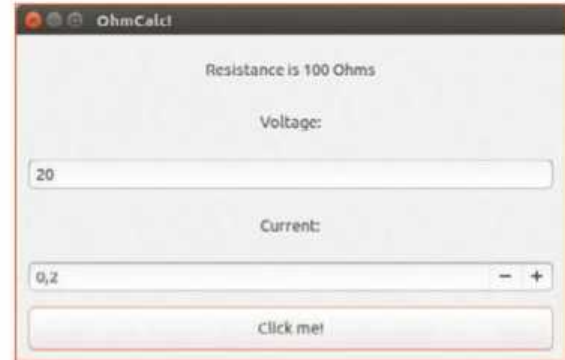 OhmCalc!
Resistance is 100 Ohms
Voltage:
20
Current:
0,2
Click me!